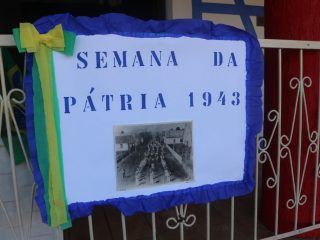 SEMANA DA
PÁTRIA 1943